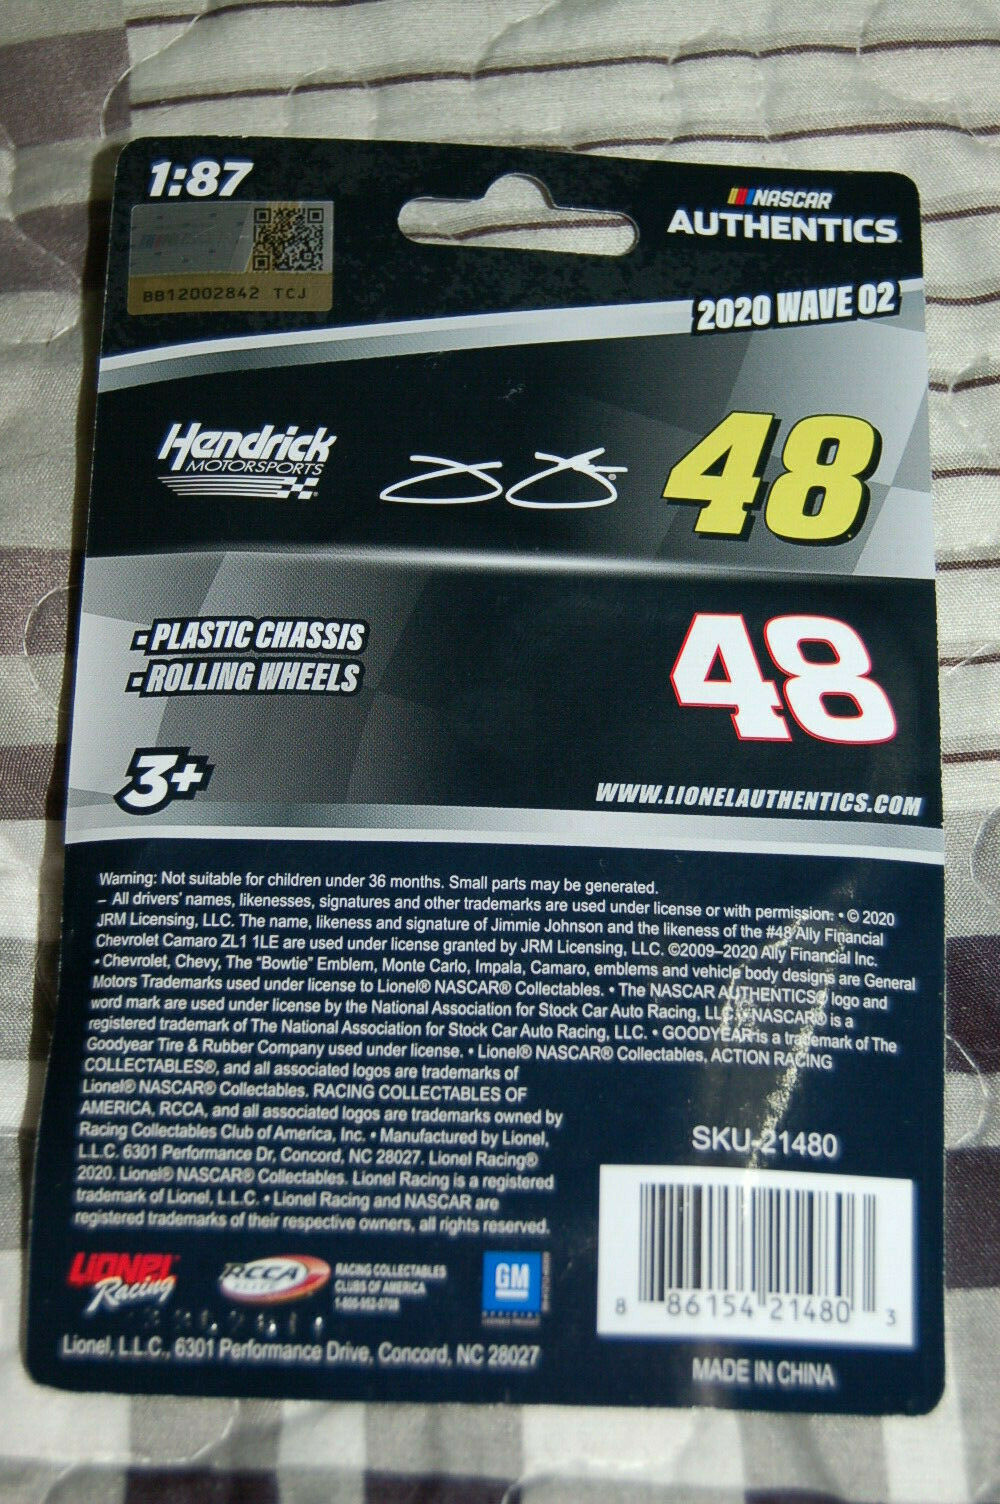 1:87
NASCAR
AUTHENTICS
BB12002842 TCJ
2020 WAVE 02
Hendrick
MOTORSPORTS
48
- PLASTIC CHASSIS
- ROLLING WHEELS
48
3+
WWW.LIONELAUTHENTICS.COM
Warning: Not suitable for children under 36 months. Small parts may be generated.
– All drivers' names, likenesses, signatures and other trademarks are used under license or with permission. • © 2020
JRM Licensing, LLC. The name, likeness and signature of Jimmie Johnson and the likeness of the #48 Ally Financial
Chevrolet Camaro ZL1 1LE are used under license granted by JRM Licensing, LLC. ©2009–2020 Ally Financial Inc.
• Chevrolet, Chevy, The "Bowtie" Emblem, Monte Carlo, Impala, Camaro, emblems and vehicle body designs are General
Motors Trademarks used under license to Lionel® NASCAR® Collectables. • The NASCAR AUTHENTICS® logo and
word mark are used under license by the National Association for Stock Car Auto Racing, LLC. • NASCAR® is a
registered trademark of The National Association for Stock Car Auto Racing, LLC. • GOODYEAR is a trademark of The
Goodyear Tire & Rubber Company used under license. • Lionel® NASCAR® Collectables, ACTION RACING
COLLECTABLES®, and all associated logos are trademarks of
Lionel® NASCAR® Collectables. RACING COLLECTABLES OF
AMERICA, RCCA, and all associated logos are trademarks owned by
Racing Collectables Club of America, Inc. • Manufactured by Lionel,
L.L.C. 6301 Performance Dr, Concord, NC 28027. Lionel Racing®
2020. Lionel® NASCAR® Collectables. Lionel Racing is a registered
trademark of Lionel, L.L.C. • Lionel Racing and NASCAR are
registered trademarks of their respective owners, all rights reserved.
SKU-21480
LIONEL
Racing
RCCA
RACING COLLECTABLES
CLUBS OF AMERICA
GM
OFFICIAL
8 86154 21480 3
Lionel, L.L.C., 6301 Performance Drive, Concord, NC 28027
MADE IN CHINA